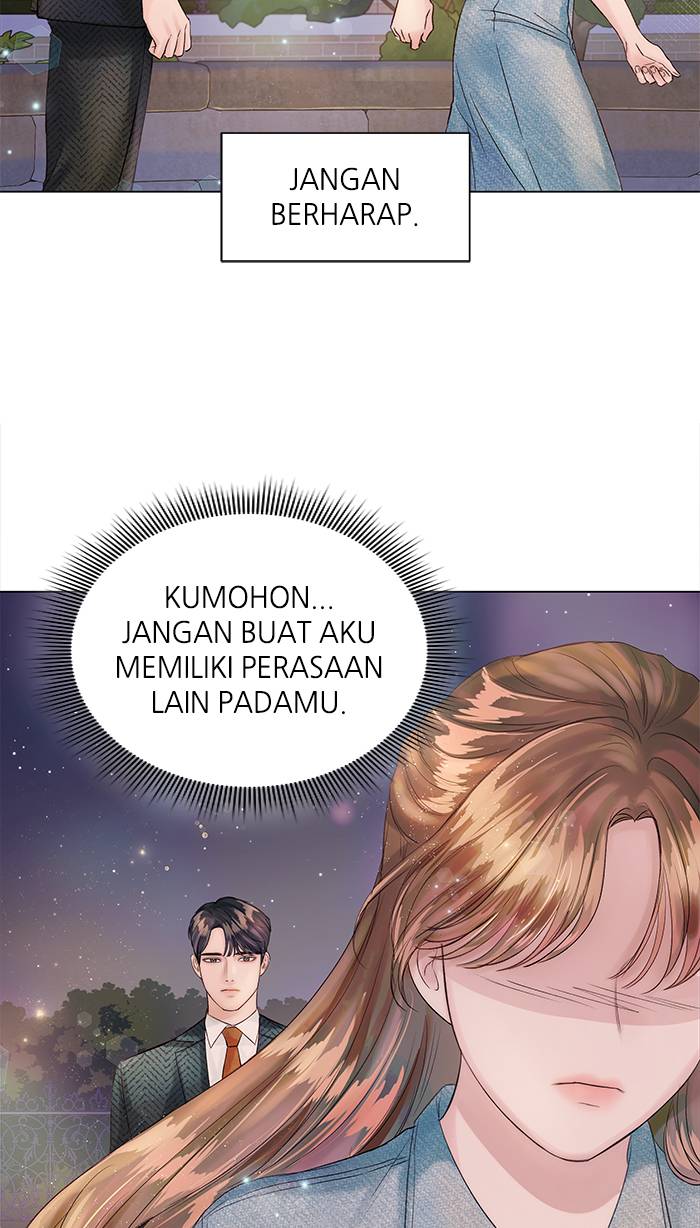 JANGAN
BERHARAP.
KUMOHON...
JANGAN BUAT AKU
MEMILIKI PERASAAN
LAIN PADAMU.